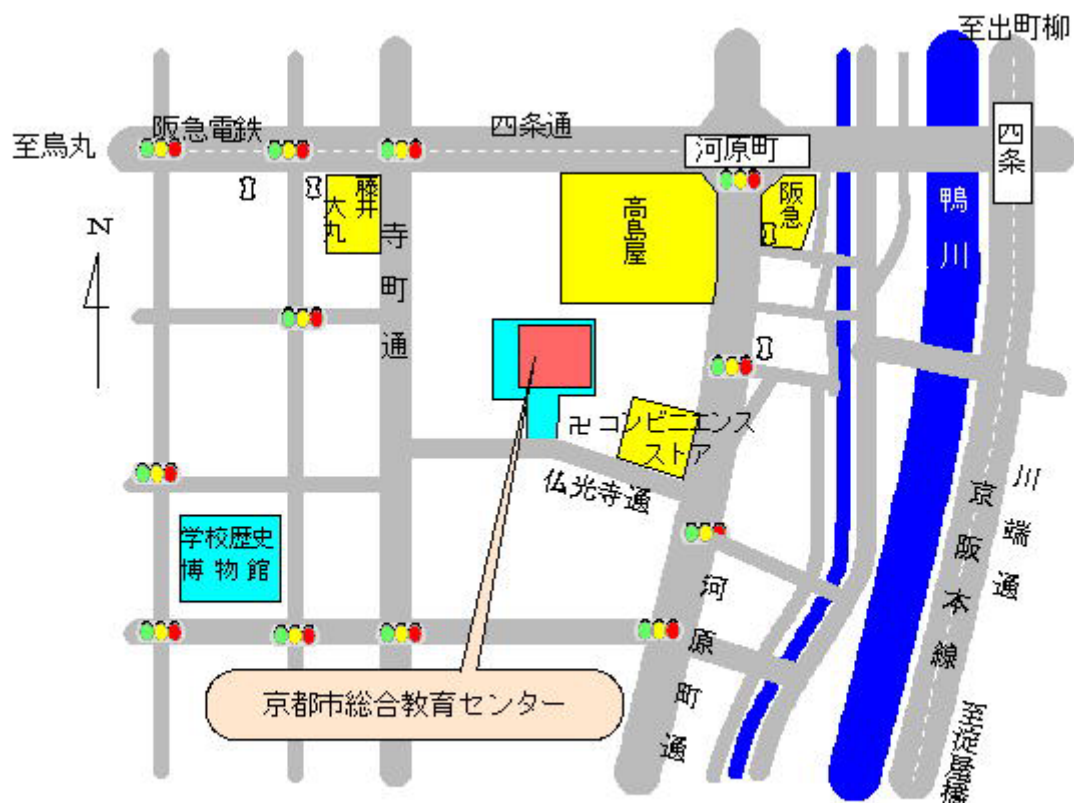 至出町柳
阪急電鉄
四条通
至烏丸
河原町
四条
藤井
大丸
高島屋
阪急
鴨川
N
寺町通
卍コンビニエンス
ストア
仏光寺通
川端通
京阪本線
学校歴史
博物館
河原町通
京都市総合教育センター
至淀屋橋